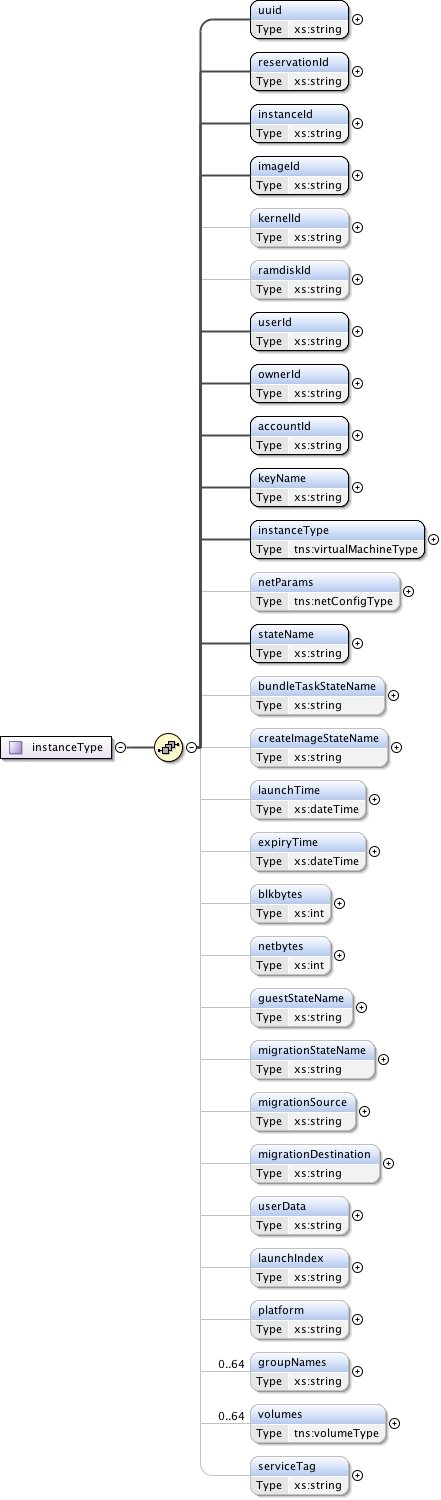 uuid
Type xs:string
reservationId
Type xs:string
instanceId
Type xs:string
imageId
Type xs:string
kernelId
Type xs:string
ramdiskId
Type xs:string
userId
Type xs:string
ownerId
Type xs:string
accountId
Type xs:string
keyName
Type xs:string
instanceType
Type tns:virtualMachineType
netParams
Type tns:netConfigType
stateName
Type xs:string
bundleTaskStateName
Type xs:string
instanceType
createImageStateName
Type xs:string
launchTime
Type xs:dateTime
expiryTime
Type xs:dateTime
blkbytes
Type xs:int
netbytes
Type xs:int
guestStateName
Type xs:string
migrationStateName
Type xs:string
migrationSource
Type xs:string
migrationDestination
Type xs:string
userData
Type xs:string
launchIndex
Type xs:string
platform
Type xs:string
0..64 groupNames
Type xs:string
0..64 volumes
Type tns:volumeType
serviceTag
Type xs:string